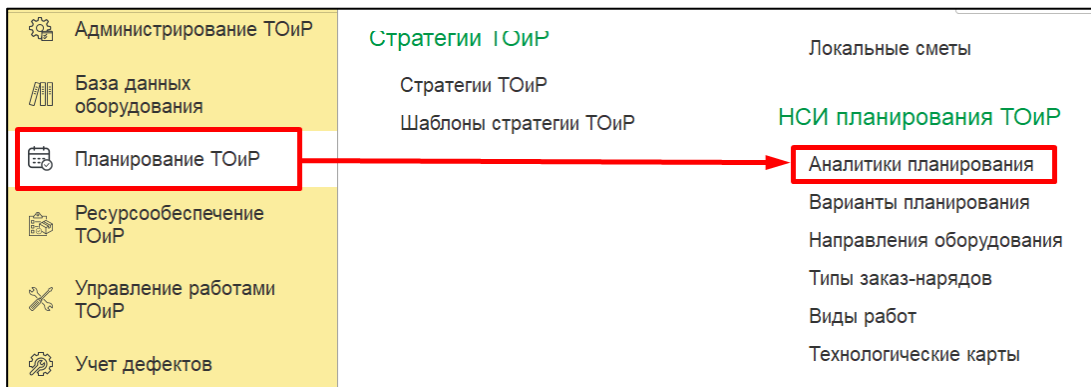 Администрирование ТОиР
База данных
оборудования
Планирование ТОиР
Ресурсообеспечение
ТОиР
Управление работами
ТОиР
Учет дефектов
Стратегии ТОиР
Стратегии ТОиР
Шаблоны стратегии ТОиР
Локальные сметы
НСИ планирования ТОиР
Аналитики планирования
Варианты планирования
Направления оборудования
Типы заказ-нарядов
Виды работ
Технологические карты